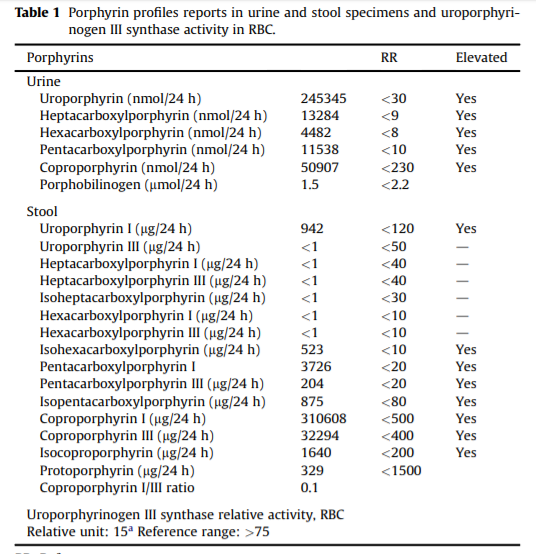 Table 1 Porphyrin profiles reports in urine and stool specimens and uroporphyri-
nogen III synthase activity in RBC.
Porphyrins RR Elevated
Urine
Uroporphyrin (nmol/24 h) 245345 <30 Yes
Heptacarboxylporphyrin (nmol/24 h) 13284 <9 Yes
Hexacarboxylporphyrin (nmol/24 h) 4482 <8 Yes
Pentacarboxylporphyrin (nmol/24 h) 11538 <10 Yes
Coproporphyrin (nmol/24 h) 50907 <230 Yes
Porphobilinogen (μmol/24 h) 1.5 <2.2
Stool
Uroporphyrin I (μg/24 h) 942 <120 Yes
Uroporphyrin III (μg/24 h) <1 <50 —
Heptacarboxylporphyrin I (μg/24 h) <1 <40 —
Heptacarboxylporphyrin III (μg/24 h) <1 <40 —
Isoheptacarboxylporphyrin (μg/24 h) <1 <30 —
Hexacarboxylporphyrin I (μg/24 h) <1 <10 —
Hexacarboxylporphyrin III (μg/24 h) <1 <10 —
Isohexacarboxylporphyrin (μg/24 h) 523 <10 Yes
Pentacarboxylporphyrin I 3726 <20 Yes
Pentacarboxylporphyrin III (μg/24 h) 204 <20 Yes
Isopentacarboxylporphyrin (μg/24 h) 875 <80 Yes
Coproporphyrin I (μg/24 h) 310608 <500 Yes
Coproporphyrin III (μg/24 h) 32294 <400 Yes
Isocoproporphyrin (μg/24 h) 1640 <200 Yes
Protoporphyrin (μg/24 h) 329 <1500
Coproporphyrin I/III ratio 0.1
Uroporphyrinogen III synthase relative activity, RBC
Relative unit: 15a Reference range: >75